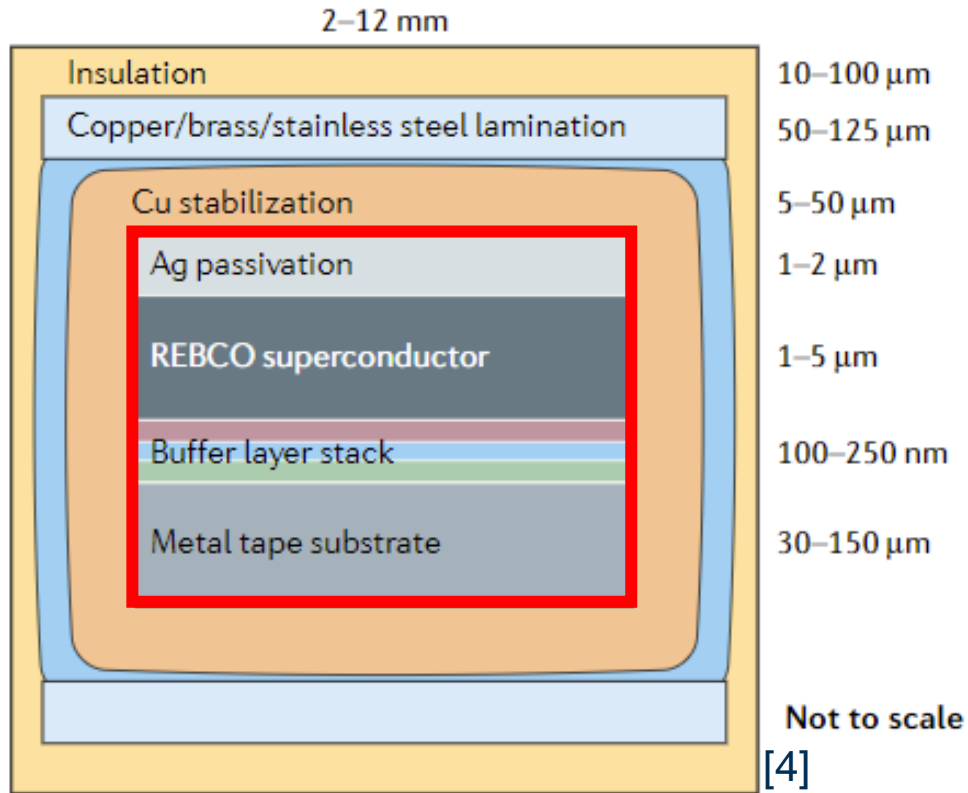 2–12 mm
Insulation 10–100 μm
Copper/brass/stainless steel lamination 50–125 μm
Cu stabilization 5–50 μm
Ag passivation 1–2 μm
REBCO superconductor 1–5 μm
Buffer layer stack 100–250 nm
Metal tape substrate 30–150 μm
Not to scale
[4]